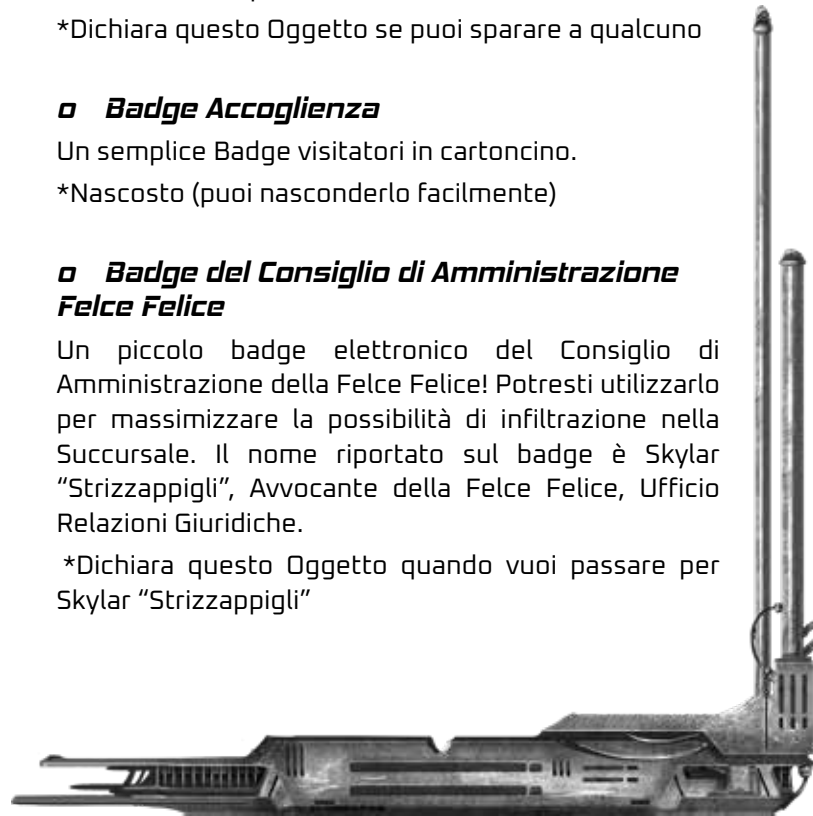 *Dichiara questo Oggetto se puoi sparare a qualcuno
o Badge Accoglienza
Un semplice Badge visitatori in cartoncino.
*Nascosto (puoi nasconderlo facilmente)
o Badge del Consiglio di Amministrazione
Felce Felice
Un piccolo badge elettronico del Consiglio di
Amministrazione della Felce Felice! Potresti utilizzarlo
per massimizzare la possibilità di infiltrazione nella
Succursale. Il nome riportato sul badge è Skylar
“Strizzappigli”, Avvocante della Felce Felice, Ufficio
Relazioni Giuridiche.
*Dichiara questo Oggetto quando vuoi passare per
Skylar “Strizzappigli”